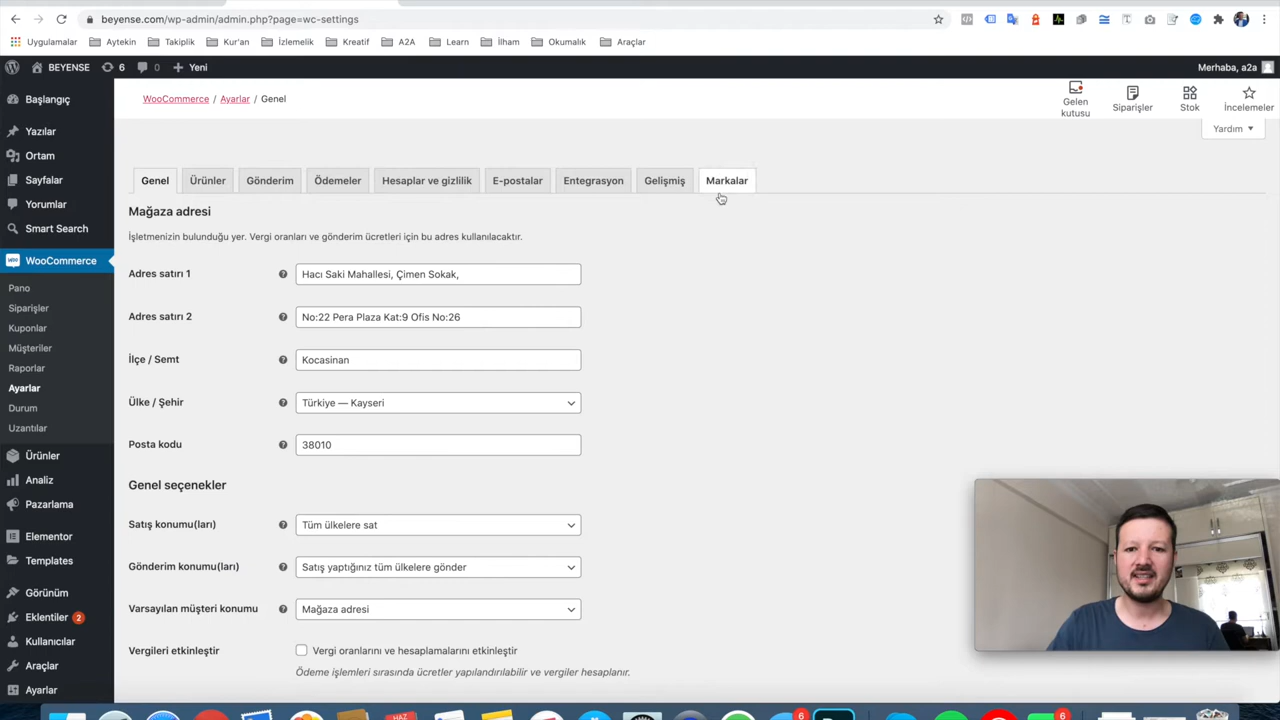 beyense.com/wp-admin/admin.php?page=wc-settings
Uygulamalar Aytekin Takiplik Kur'an İzlemelik Kreatif A2A Learn İlham Okumalık Araçlar
BEYENSE 6 0 Yeni Merhaba, a2a
Başlangıç
Yazılar
Ortam
Sayfalar
Yorumlar
Smart Search
WooCommerce
Pano
Siparişler
Kuponlar
Müşteriler
Raporlar
Ayarlar
Durum
Uzantılar
Ürünler
Analiz
Pazarlama
Elementor
Templates
Görünüm
Eklentiler 2
Kullanıcılar
Araçlar
Ayarlar
WooCommerce / Ayarlar / Genel
Gelen kutusu
Siparişler
Stok
İncelemeler
Yardım
Genel Ürünler Gönderim Ödemeler Hesaplar ve gizlilik E-postalar Entegrasyon Gelişmiş Markalar
Mağaza adresi
İşletmenizin bulunduğu yer. Vergi oranları ve gönderim ücretleri için bu adres kullanılacaktır.
Adres satırı 1 Hacı Saki Mahallesi, Çimen Sokak,
Adres satırı 2 No:22 Pera Plaza Kat:9 Ofis No:26
İlçe / Semt Kocasinan
Ülke / Şehir Türkiye — Kayseri
Posta kodu 38010
Genel seçenekler
Satış konumu(ları) Tüm ülkelere sat
Gönderim konumu(ları) Satış yaptığınız tüm ülkelere gönder
Varsayılan müşteri konumu Mağaza adresi
Vergileri etkinleştir Vergi oranlarını ve hesaplamalarını etkinleştir
Ödeme işlemleri sırasında ücretler yapılandırılabilir ve vergiler hesaplanır.
HAZ 6 6